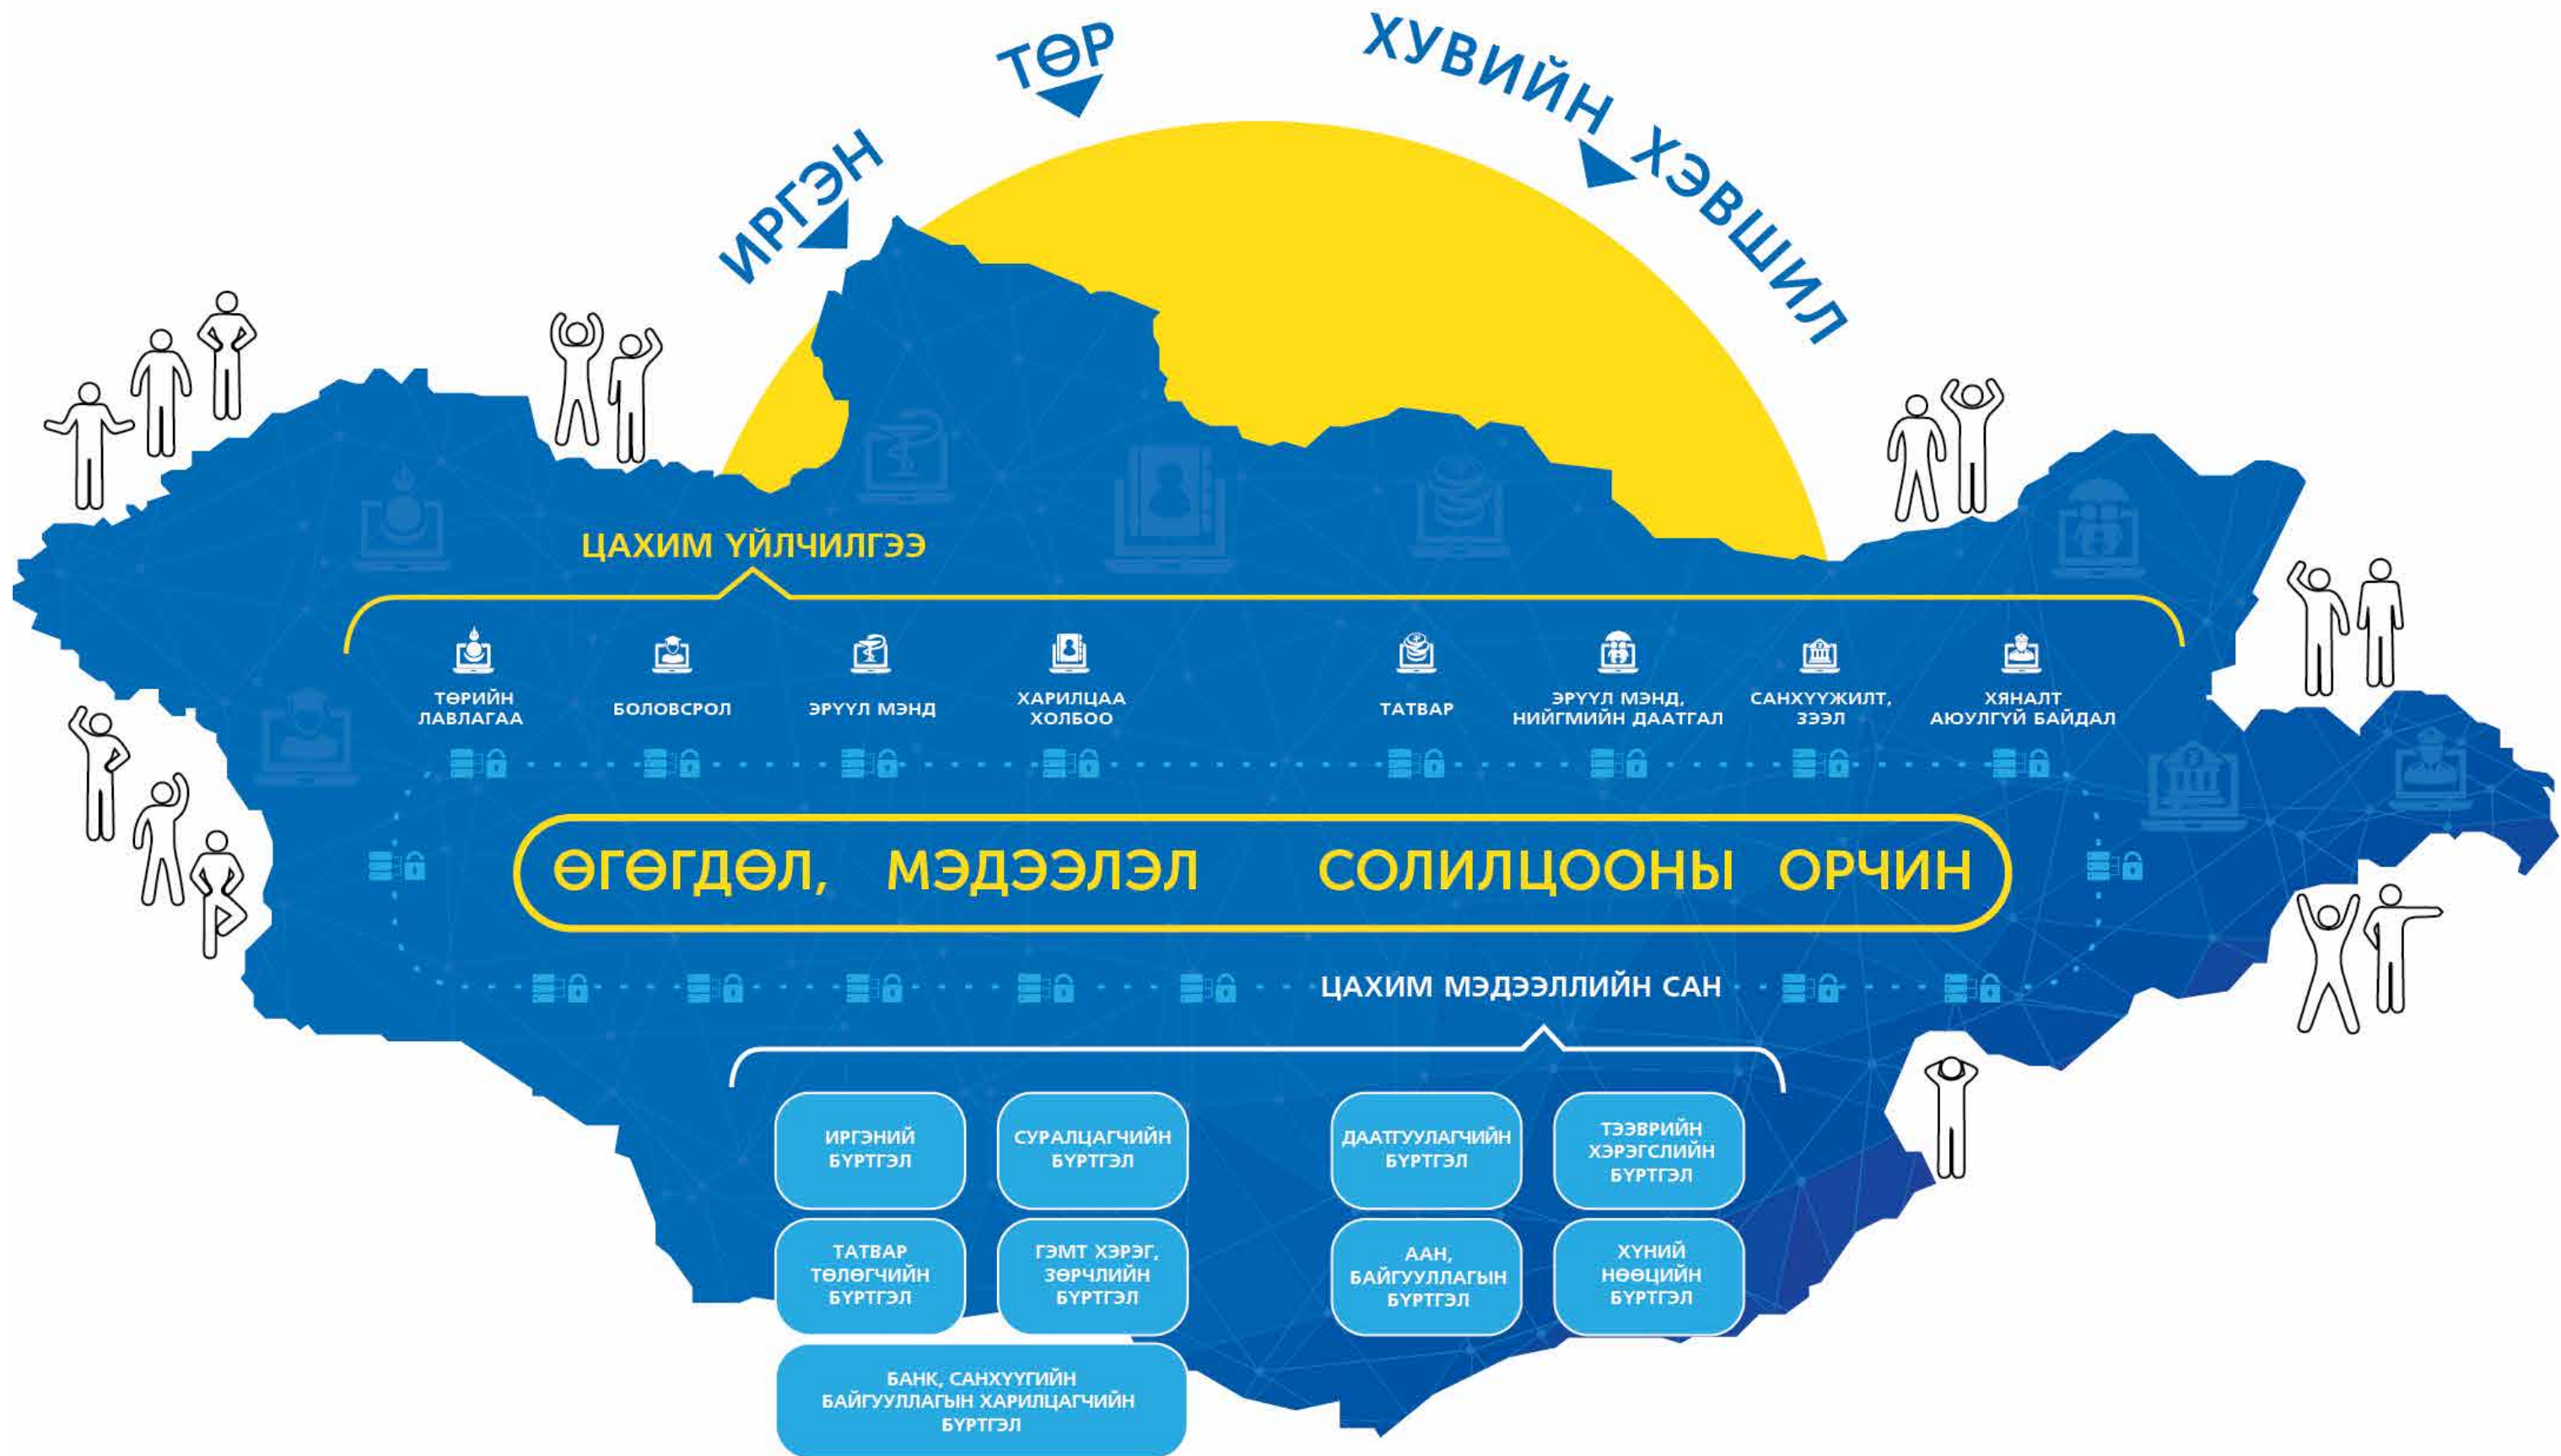 ИРГЭН
ТӨР
ХУВИЙН ХЭВШИЛ
ЦАХИМ ҮЙЛЧИЛГЭЭ
ТӨРИЙН
ЛАВЛАГАА
БОЛОВСРОЛ
ЭРҮҮЛ МЭНД
ХАРИЛЦАА
ХОЛБОО
ТАТВАР
ЭРҮҮЛ МЭНД,
НИЙГМИЙН ДААТГАЛ
САНХҮҮЖИЛТ,
ЗЭЭЛ
ХЯНАЛТ
АЮУЛГҮЙ БАЙДАЛ
ӨГӨГДӨЛ, МЭДЭЭЛЭЛ СОЛИЛЦООНЫ ОРЧИН
ЦАХИМ МЭДЭЭЛЛИЙН САН
ИРГЭНИЙ
БҮРТГЭЛ
СУРАЛЦАГЧИЙН
БҮРТГЭЛ
ДААТГУУЛАГЧИЙН
БҮРТГЭЛ
ТЭЭВРИЙН
ХЭРЭГСЛИЙН
БҮРТГЭЛ
ТАТВАР
ТӨЛӨГЧИЙН
БҮРТГЭЛ
ГЭМТ ХЭРЭГ,
ЗӨРЧЛИЙН
БҮРТГЭЛ
ААН,
БАЙГУУЛЛАГЫН
БҮРТГЭЛ
ХҮНИЙ
НӨӨЦИЙН
БҮРТГЭЛ
БАНК, САНХҮҮГИЙН
БАЙГУУЛЛАГЫН ХАРИЛЦАГЧИЙН
БҮРТГЭЛ